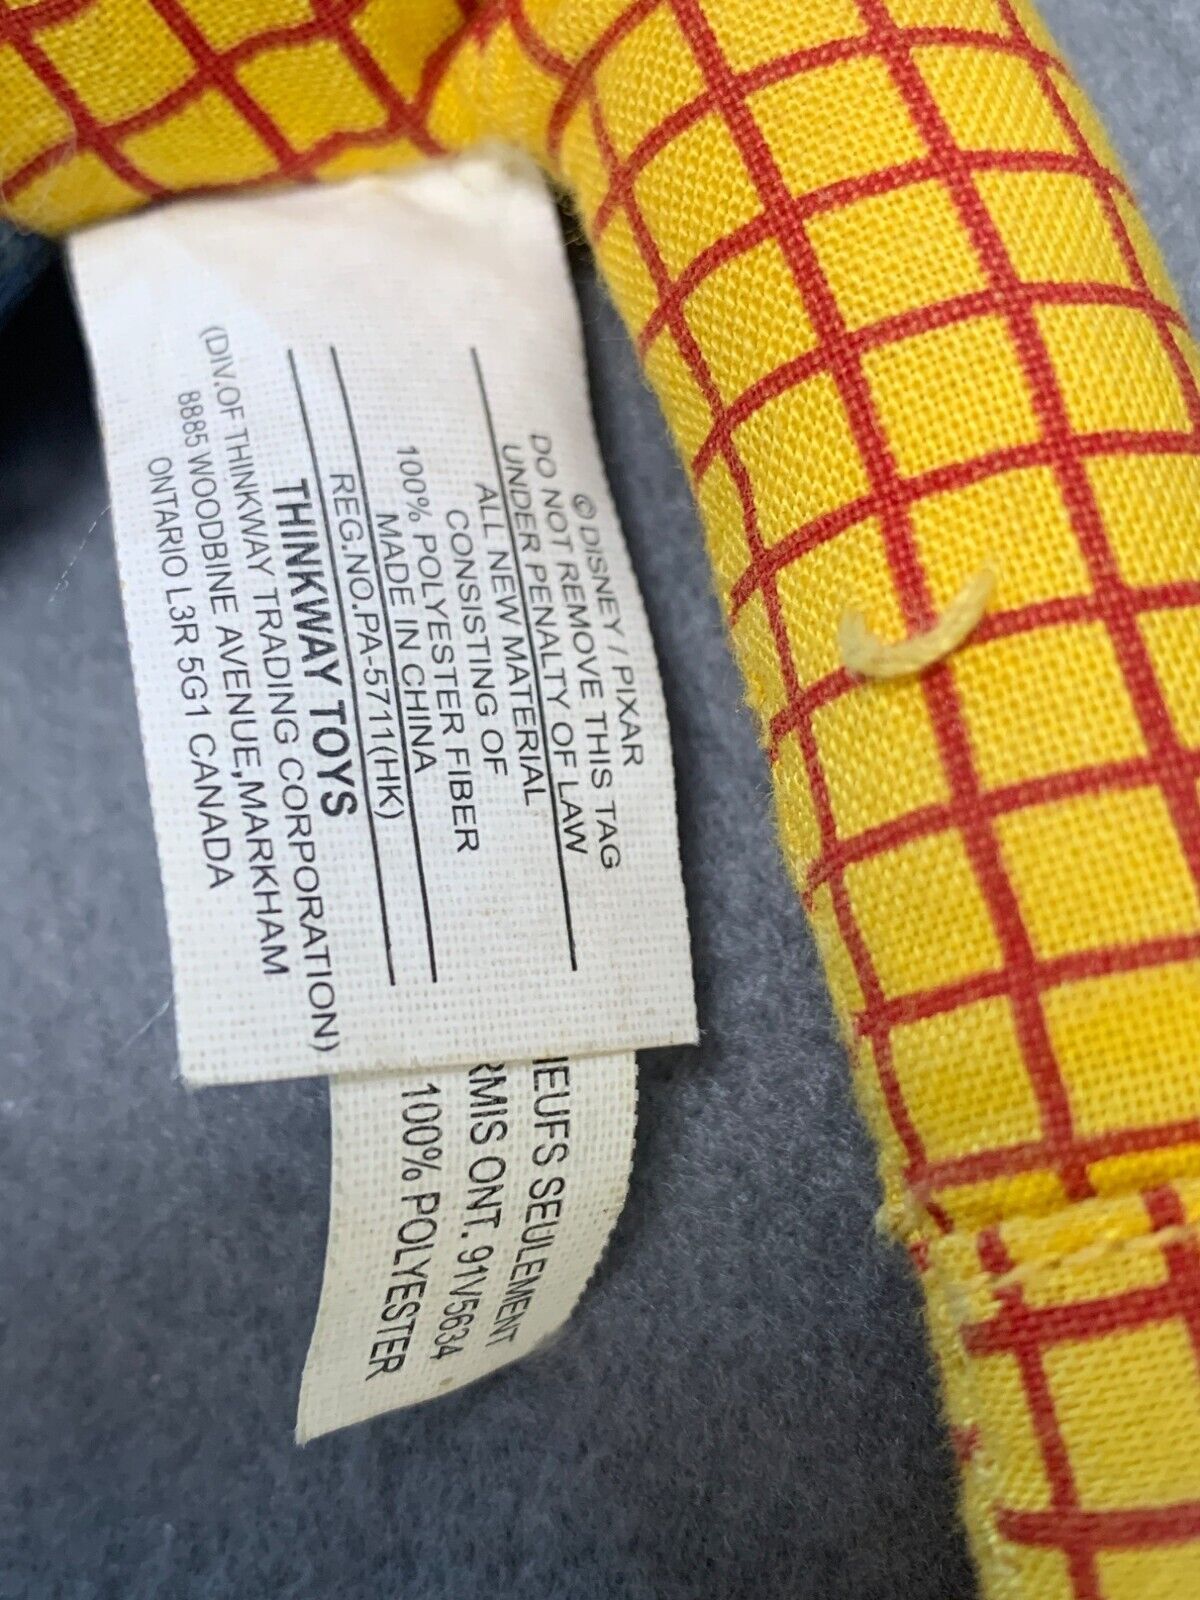 © DISNEY / PIXAR
DO NOT REMOVE THIS TAG
UNDER PENALTY OF LAW
ALL NEW MATERIAL
CONSISTING OF
100% POLYESTER FIBER
MADE IN CHINA
REG.NO.PA-5711(HK)
THINKWAY TOYS
(DIV.OF THINKWAY TRADING CORPORATION)
8885 WOODBINE AVENUE,MARKHAM
ONTARIO L3R 5G1 CANADA
IEUFS SEULEMENT
RMIS ONT. 91V5634
100% POLYESTER